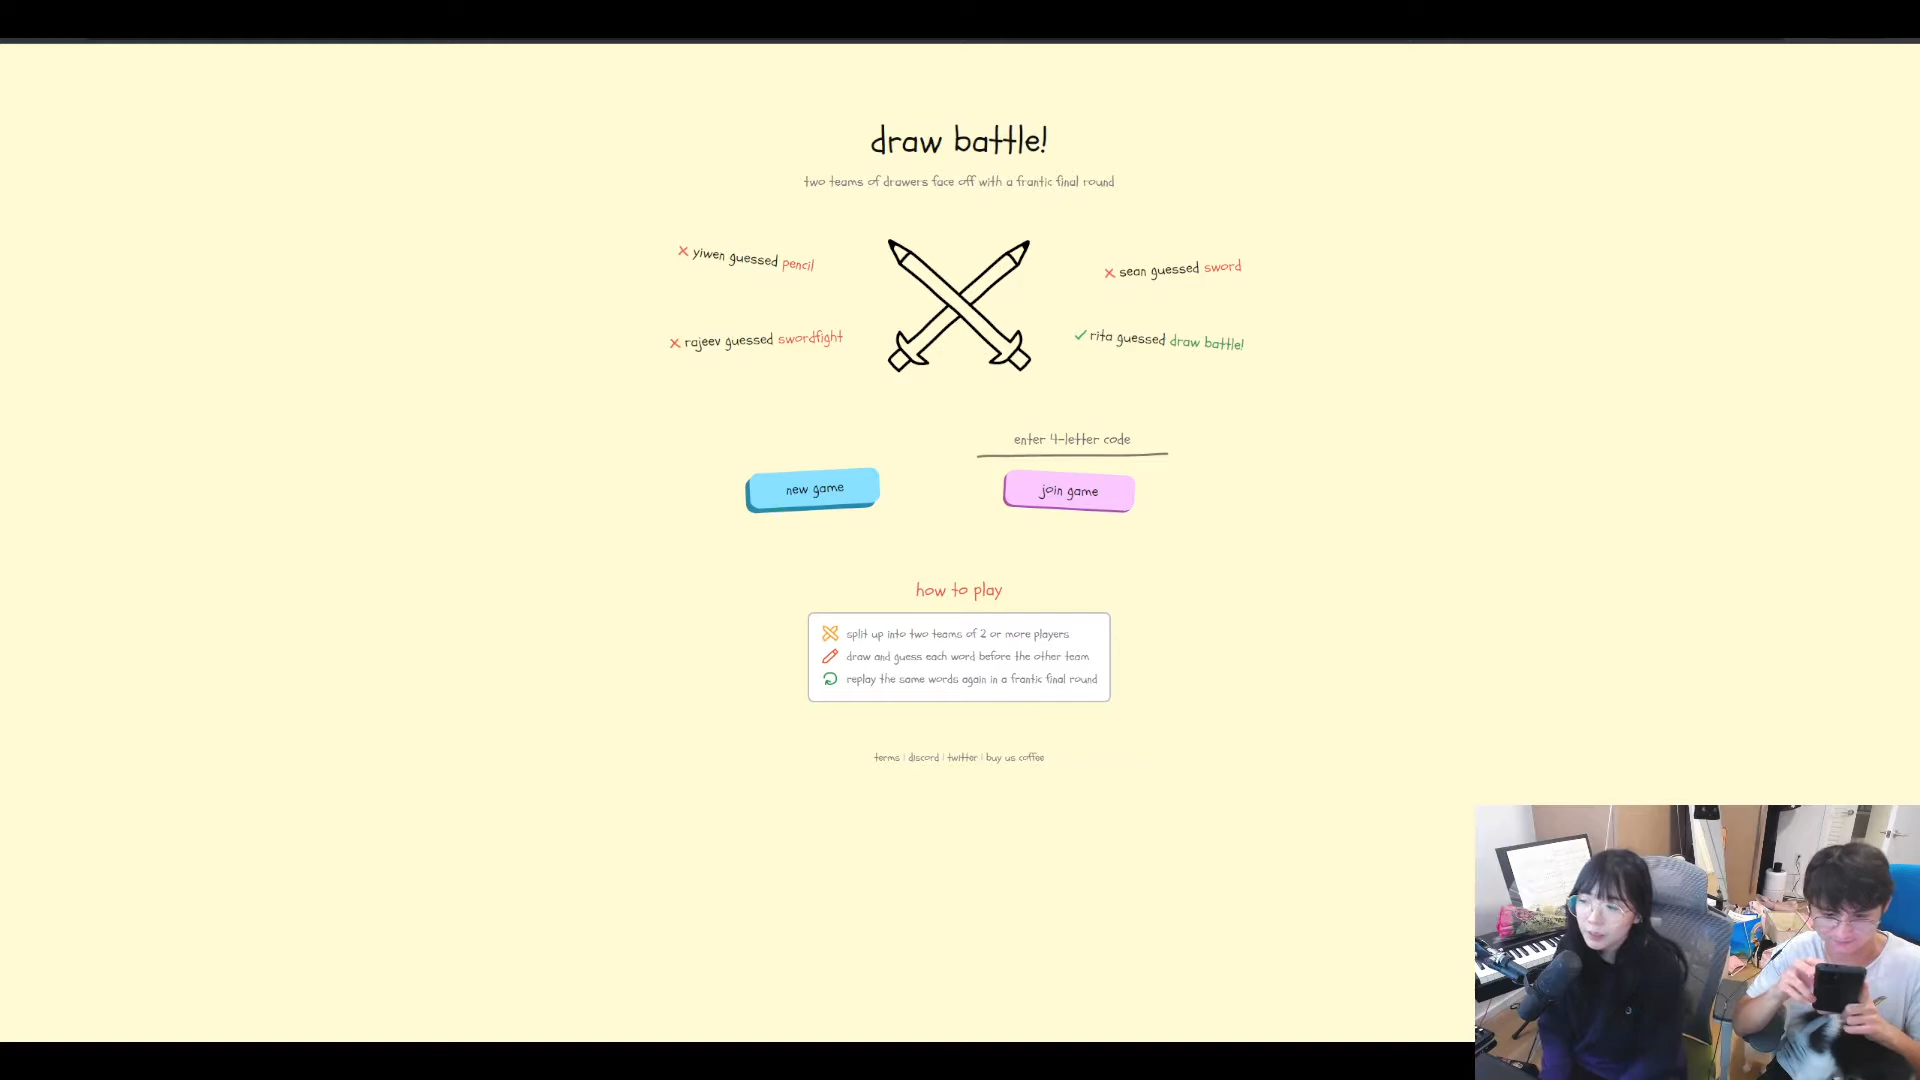 draw battle!
two teams of drawers face off with a frantic final round
yiwen guessed pencil
sean guessed sword
rajeev guessed swordfight
rita guessed draw battle!
enter 4-letter code
new game
join game
how to play
split up into two teams of 2 or more players
draw and guess each word before the other team
replay the same words again in a frantic final round
terms | discord | twitter | buy us coffee